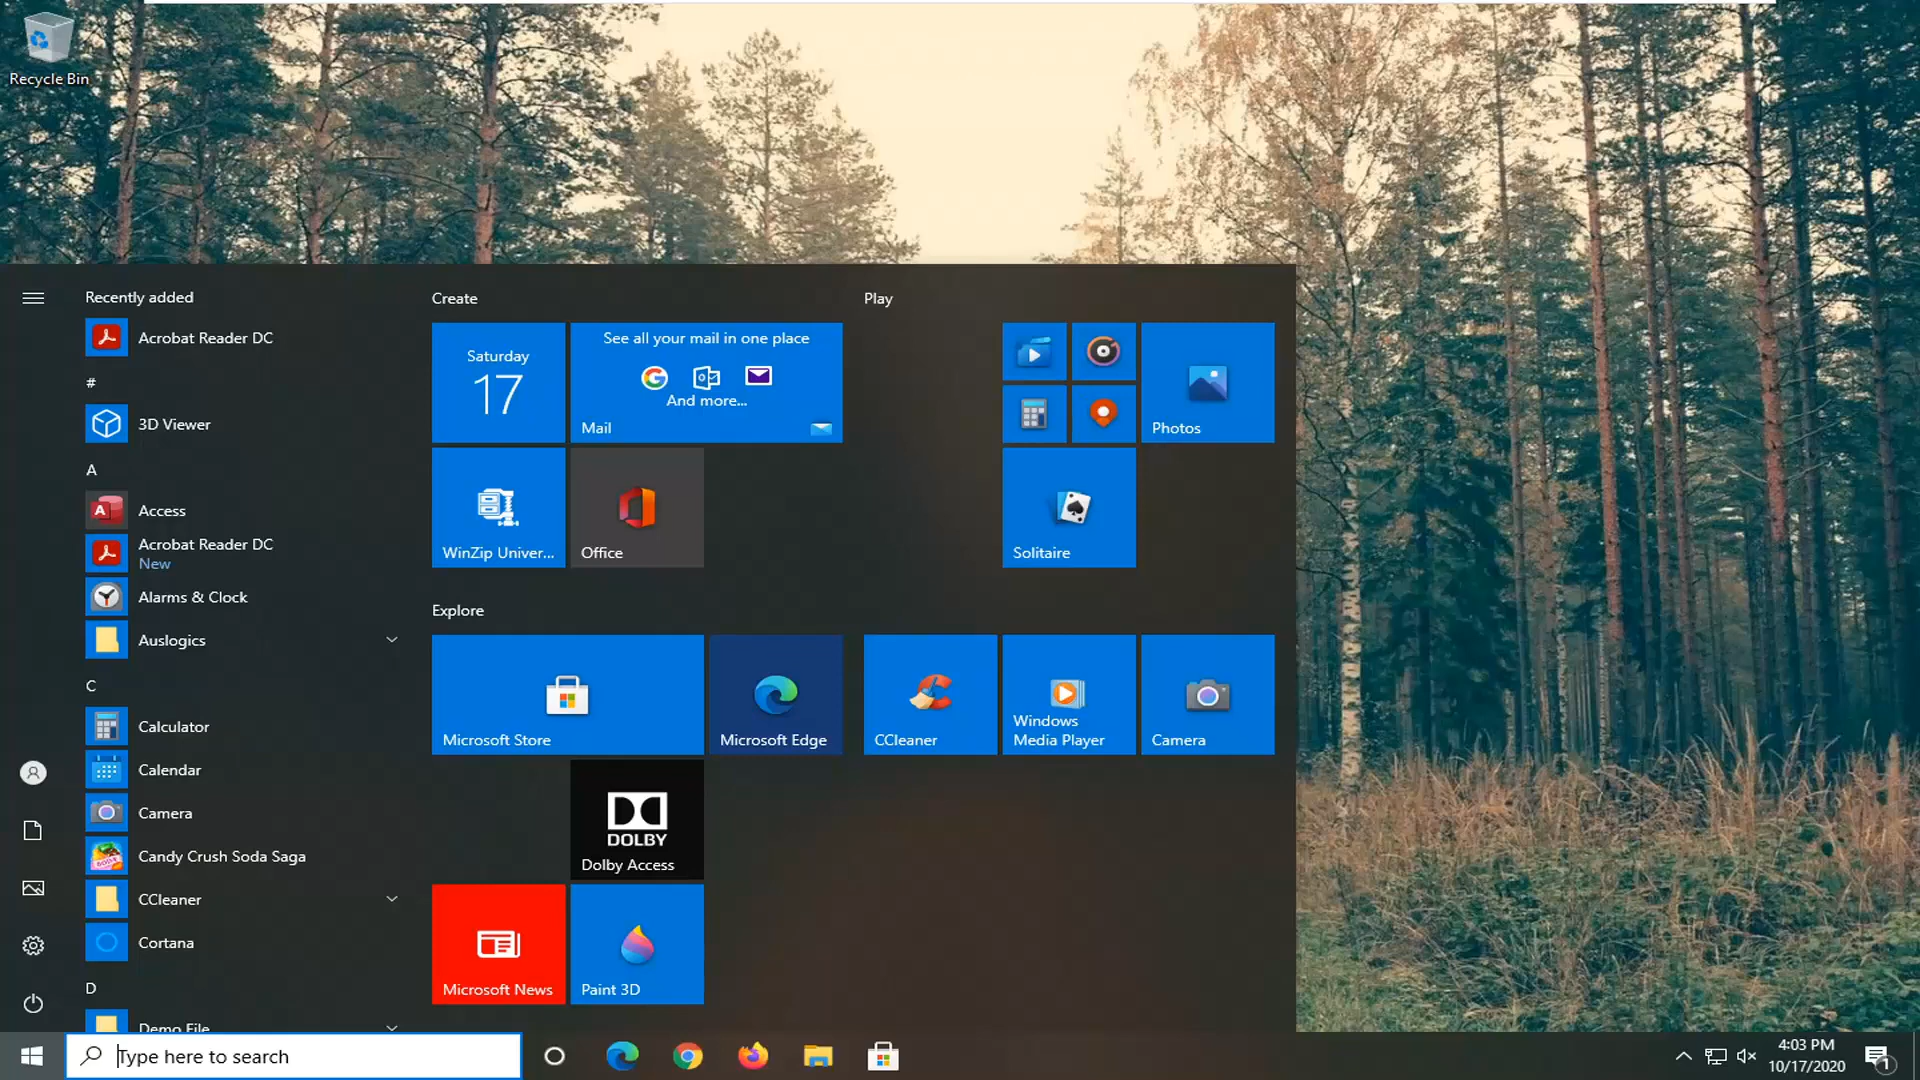 Recycle Bin
Recently added
Acrobat Reader DC
#
3D Viewer
A
Access
Acrobat Reader DC
New
Alarms & Clock
Auslogics
C
Calculator
Calendar
Camera
Candy Crush Soda Saga
CCleaner
Cortana
D
Demo File
Create
Saturday
17
See all your mail in one place
And more...
Mail
WinZip Univer...
Office
Play
Photos
Solitaire
Explore
Microsoft Store
Microsoft Edge
CCleaner
Windows
Media Player
Camera
DOLBY
Dolby Access
Microsoft News
Paint 3D
Type here to search
4:03 PM
10/17/2020
1